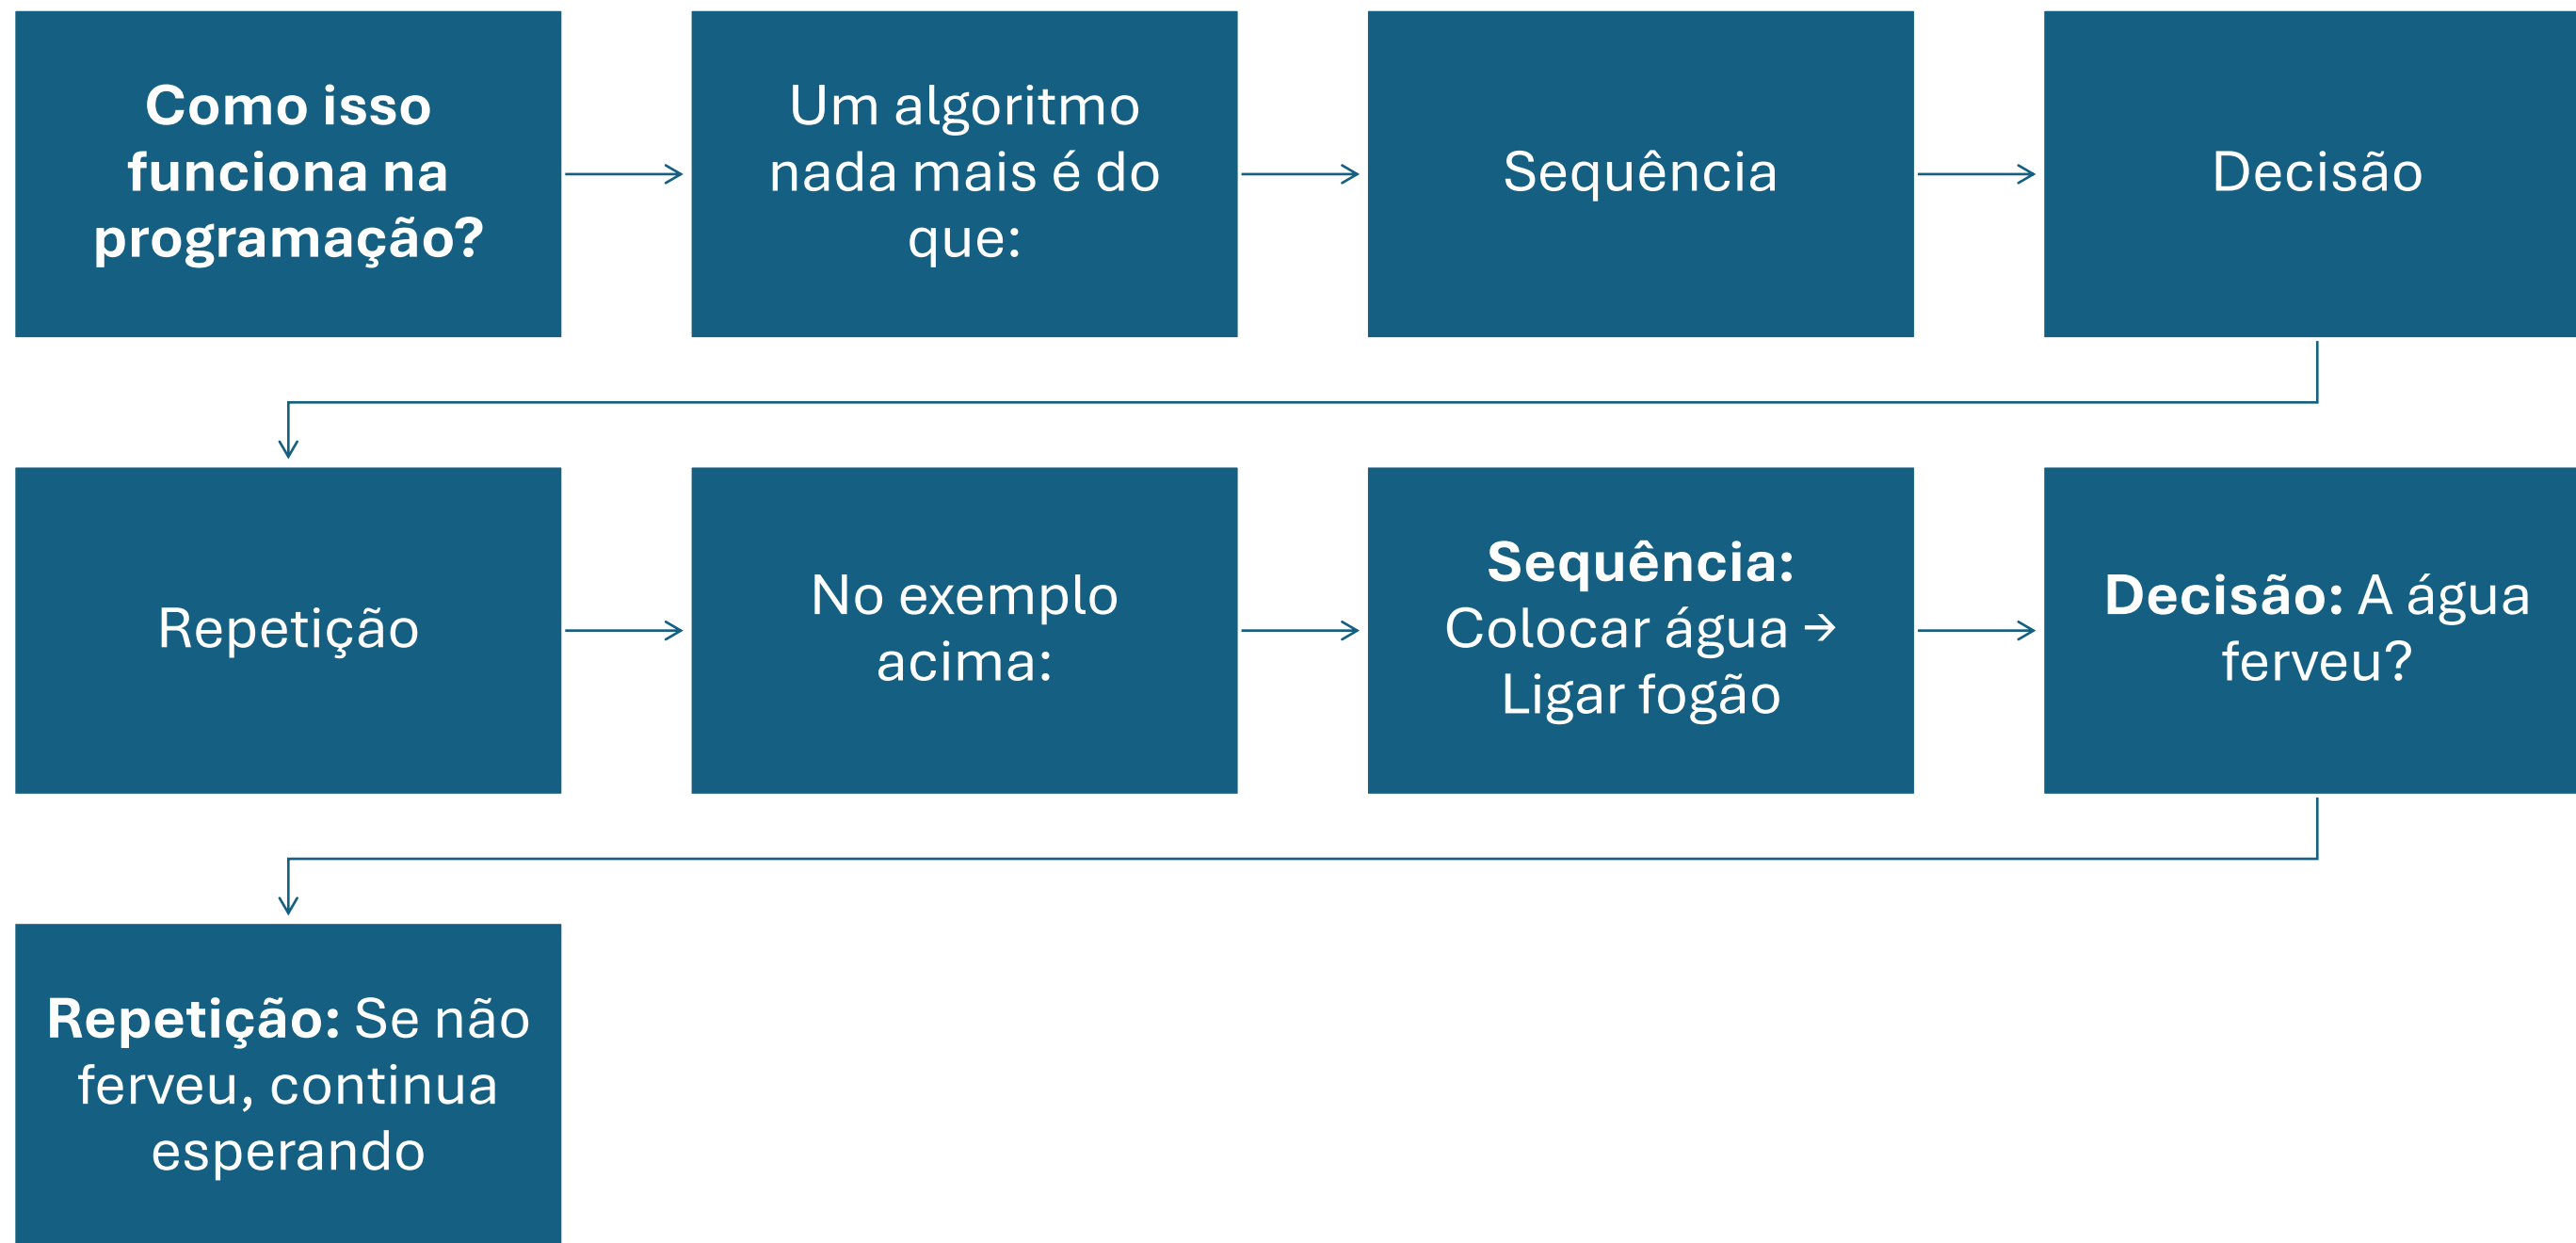 Como isso
funciona na
programação?
Um algoritmo
nada mais é do
que:
Sequência
Decisão
Repetição
No exemplo
acima:
Sequência:
Colocar água →
Ligar fogão
Decisão: A água
ferveu?
Repetição: Se não
ferveu, continua
esperando